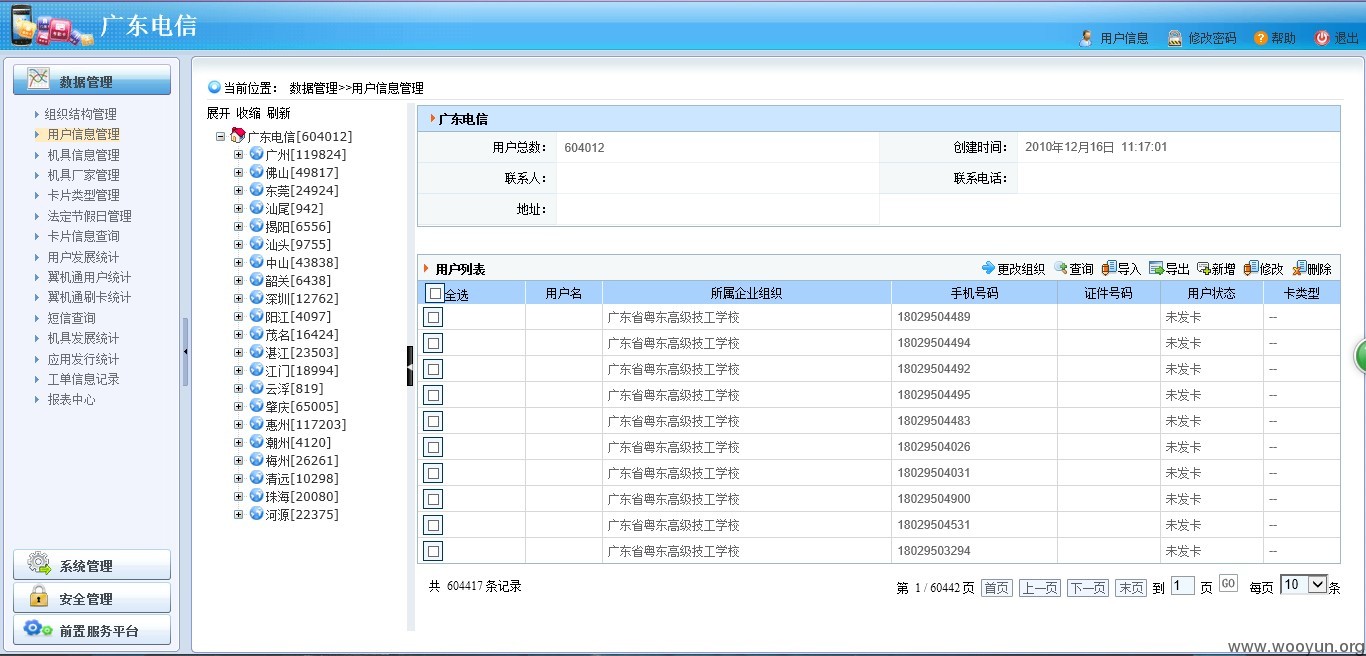 广东电信
用户信息 修改密码 帮助 退出
数据管理
组织结构管理
用户信息管理
机具信息管理
机具厂家管理
卡片类型管理
法定节假日管理
卡片信息查询
用户发展统计
翼机通用户统计
翼机通刷卡统计
短信查询
机具发展统计
应用发行统计
工单信息记录
报表中心
系统管理
安全管理
前置服务平台
当前位置： 数据管理>>用户信息管理
展开 收缩 刷新
广东电信[604012]
广州[119824]
佛山[49817]
东莞[24924]
汕尾[942]
揭阳[6556]
汕头[9755]
中山[43838]
韶关[6438]
深圳[12762]
阳江[4097]
茂名[16424]
湛江[23503]
江门[18994]
云浮[819]
肇庆[65005]
惠州[117203]
潮州[4120]
梅州[26261]
清远[10298]
珠海[20080]
河源[22375]
广东电信
用户总数： 604012 创建时间： 2010年12月16日 11:17:01
联系人： 联系电话：
地址：
用户列表 更改组织 查询 导入 导出 新增 修改 删除
全选 用户名 所属企业组织 手机号码 证件号码 用户状态 卡类型
广东省粤东高级技工学校 18029504489 未发卡 --
广东省粤东高级技工学校 18029504494 未发卡 --
广东省粤东高级技工学校 18029504492 未发卡 --
广东省粤东高级技工学校 18029504495 未发卡 --
广东省粤东高级技工学校 18029504483 未发卡 --
广东省粤东高级技工学校 18029504026 未发卡 --
广东省粤东高级技工学校 18029504031 未发卡 --
广东省粤东高级技工学校 18029504900 未发卡 --
广东省粤东高级技工学校 18029504531 未发卡 --
广东省粤东高级技工学校 18029503294 未发卡 --
共 604417 条记录 第 1 / 60442 页 首页 上一页 下一页 末页 到 1 页 GO 每页 10 条
www.wooyun.org